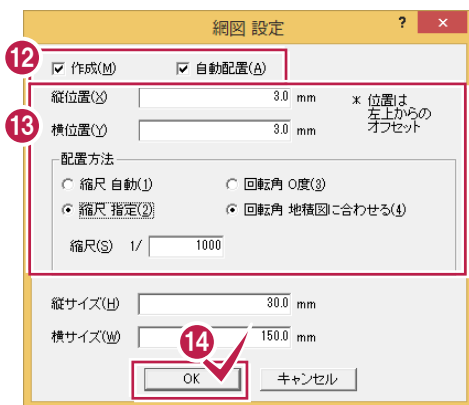 網図 設定 ? ×
12 作成(M) 自動配置(A)
13 縦位置(X) 3.0 mm
横位置(Y) 3.0 mm
* 位置は
左上からの
オフセット
配置方法
縮尺 自動(1) 回転角 0度(3)
縮尺 指定(2) 回転角 地積図に合わせる(4)
縮尺(S) 1/ 1000
縦サイズ(H) 30.0 mm
横サイズ(W) 150.0 mm
14 OK キャンセル